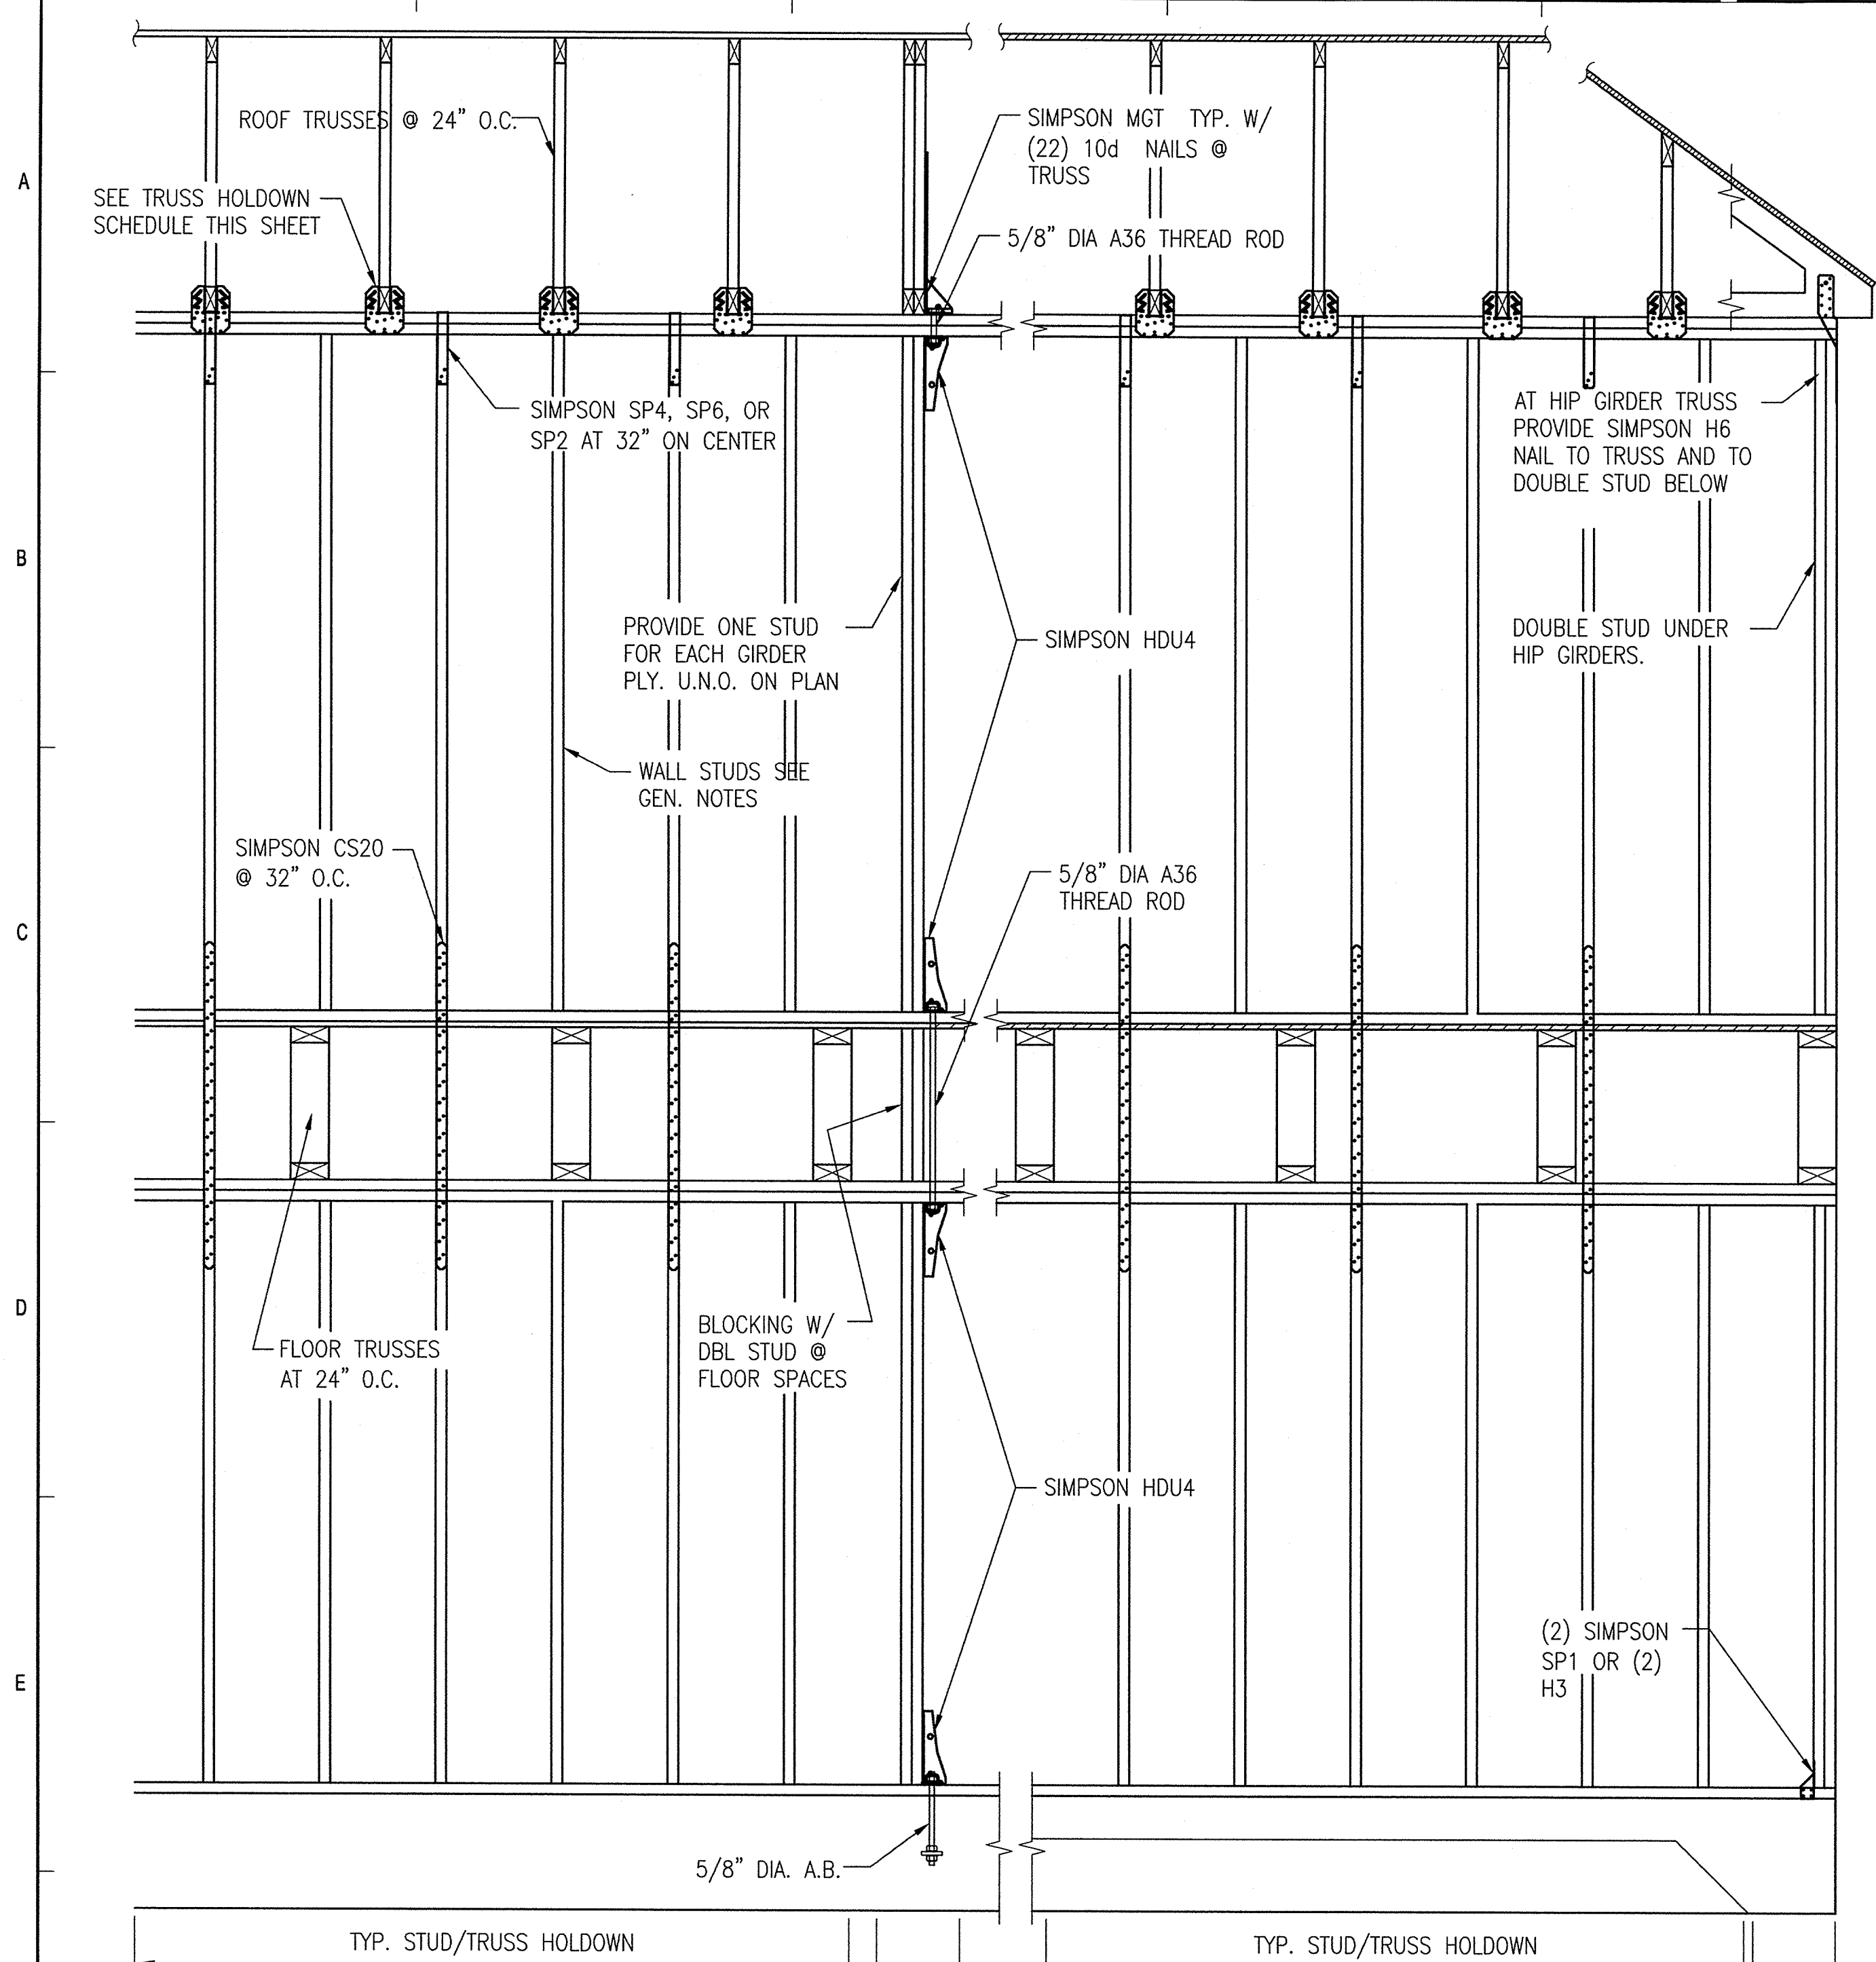 A
B
C
D
E
ROOF TRUSSES @ 24" O.C.
SEE TRUSS HOLDOWN
SCHEDULE THIS SHEET
SIMPSON MGT TYP. W/
(22) 10d NAILS @
TRUSS
5/8" DIA A36 THREAD ROD
SIMPSON SP4, SP6, OR
SP2 AT 32" ON CENTER
AT HIP GIRDER TRUSS
PROVIDE SIMPSON H6
NAIL TO TRUSS AND TO
DOUBLE STUD BELOW
PROVIDE ONE STUD
FOR EACH GIRDER
PLY. U.N.O. ON PLAN
SIMPSON HDU4
DOUBLE STUD UNDER
HIP GIRDERS.
WALL STUDS SEE
GEN. NOTES
SIMPSON CS20
@ 32" O.C.
5/8" DIA A36
THREAD ROD
FLOOR TRUSSES
AT 24" O.C.
BLOCKING W/
DBL STUD @
FLOOR SPACES
SIMPSON HDU4
(2) SIMPSON
SP1 OR (2)
H3
5/8" DIA. A.B.
TYP. STUD/TRUSS HOLDOWN
TYP. STUD/TRUSS HOLDOWN